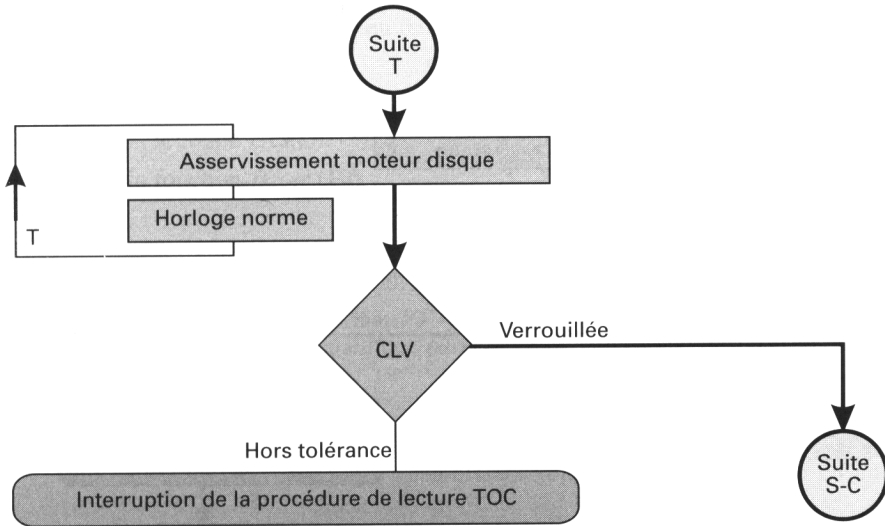 Suite
T
Asservissement moteur disque
Horloge norme
T
CLV
Verrouillée
Hors tolérance
Suite
S-C
Interruption de la procédure de lecture TOC